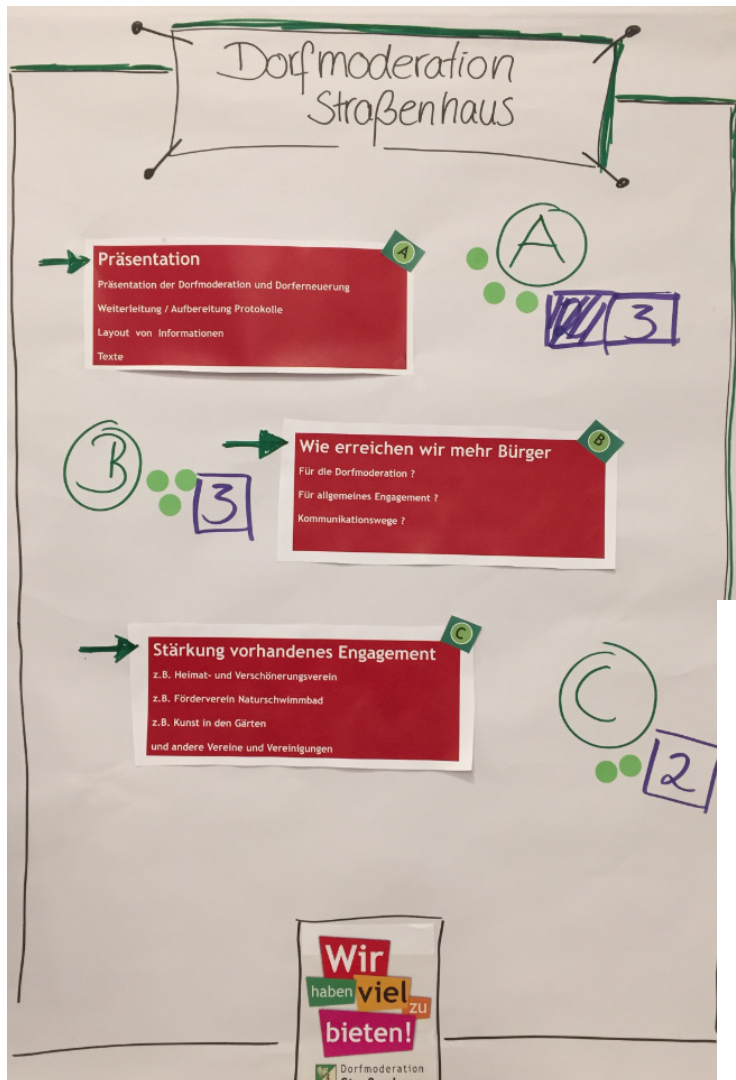 Dorfmoderation
Straßenhaus
A
Präsentation
Präsentation der Dorfmoderation und Dorferneuerung
Weiterleitung / Aufbereitung Protokolle
Layout von Informationen
Texte
A
3
B
Wie erreichen wir mehr Bürger
Für die Dorfmoderation ?
Für allgemeines Engagement ?
Kommunikationswege ?
B
3
C
Stärkung vorhandenes Engagement
z.B. Heimat- und Verschönerungsverein
z.B. Förderverein Naturschwimmbad
z.B. Kunst in den Gärten
und andere Vereine und Vereinigungen
C
2
Wir
haben viel zu
bieten!
Dorfmoderation